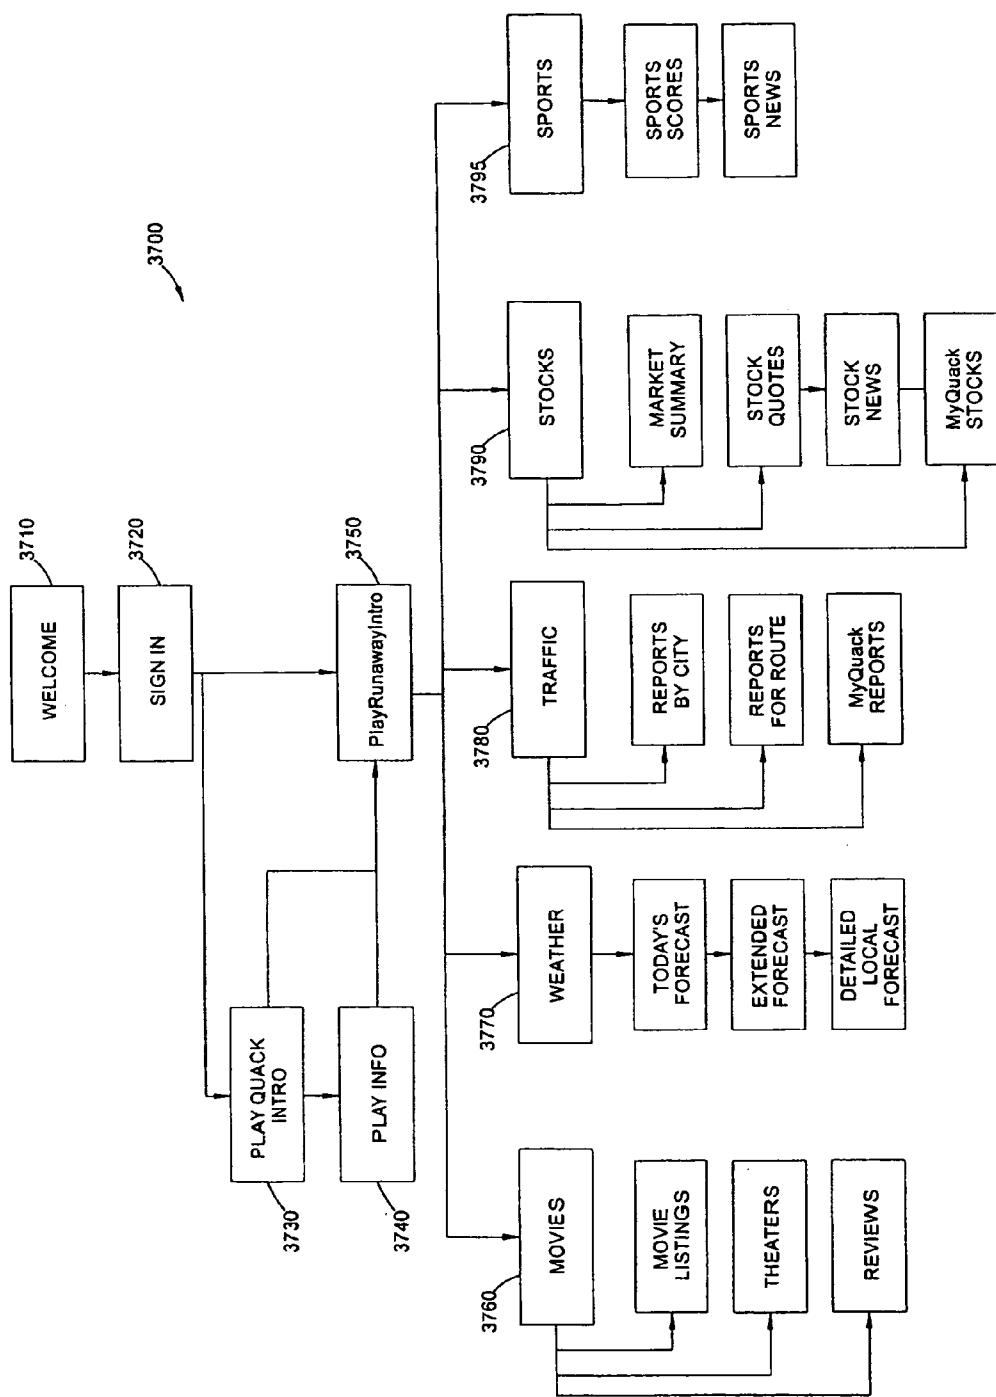 3700
WELCOME
3710
SIGN IN
3720
PLAY QUACK
INTRO
3730
PLAY INFO
3740
PlayRunawayIntro
3750
MOVIES
3760
MOVIE
LISTINGS
THEATERS
REVIEWS
WEATHER
3770
TODAY'S
FORECAST
EXTENDED
FORECAST
DETAILED
LOCAL
FORECAST
TRAFFIC
3780
REPORTS
BY CITY
REPORTS
FOR ROUTE
MyQuack
REPORTS
STOCKS
3790
MARKET
SUMMARY
STOCK
QUOTES
STOCK
NEWS
MyQuack
STOCKS
SPORTS
3795
SPORTS
SCORES
SPORTS
NEWS